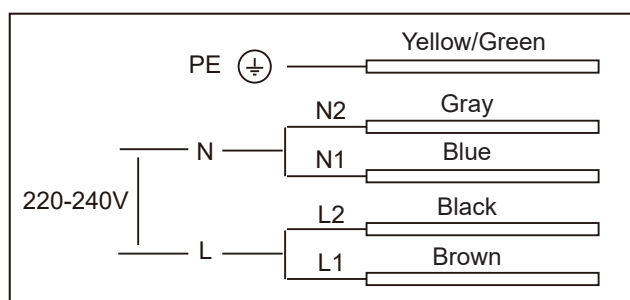 Yellow/Green
PE
N2 Gray
N
N1 Blue
220-240V
L2 Black
L
L1 Brown